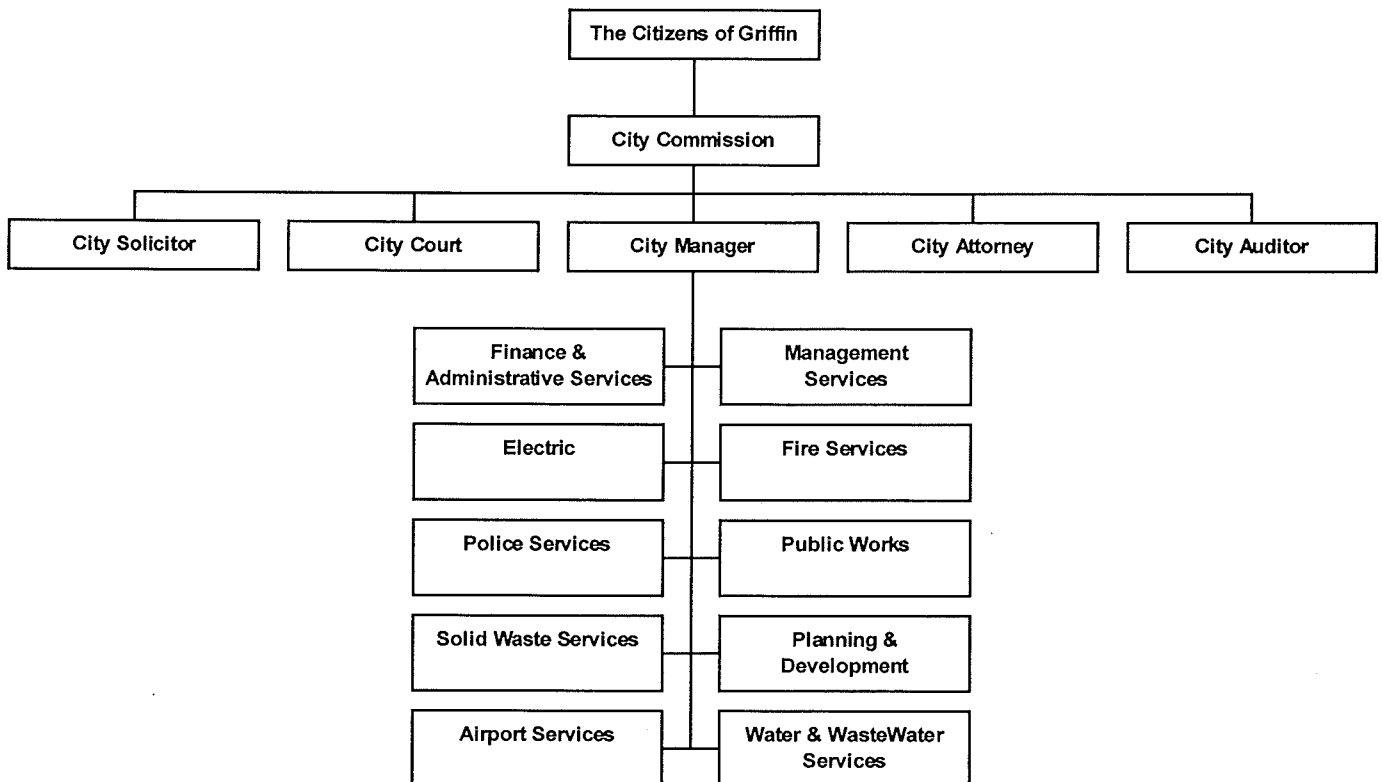 The Citizens of Griffin
City Commission
City Solicitor
City Court
City Manager
City Attorney
City Auditor
Finance &
Administrative Services
Management
Services
Electric
Fire Services
Police Services
Public Works
Solid Waste Services
Planning &
Development
Airport Services
Water & WasteWater
Services